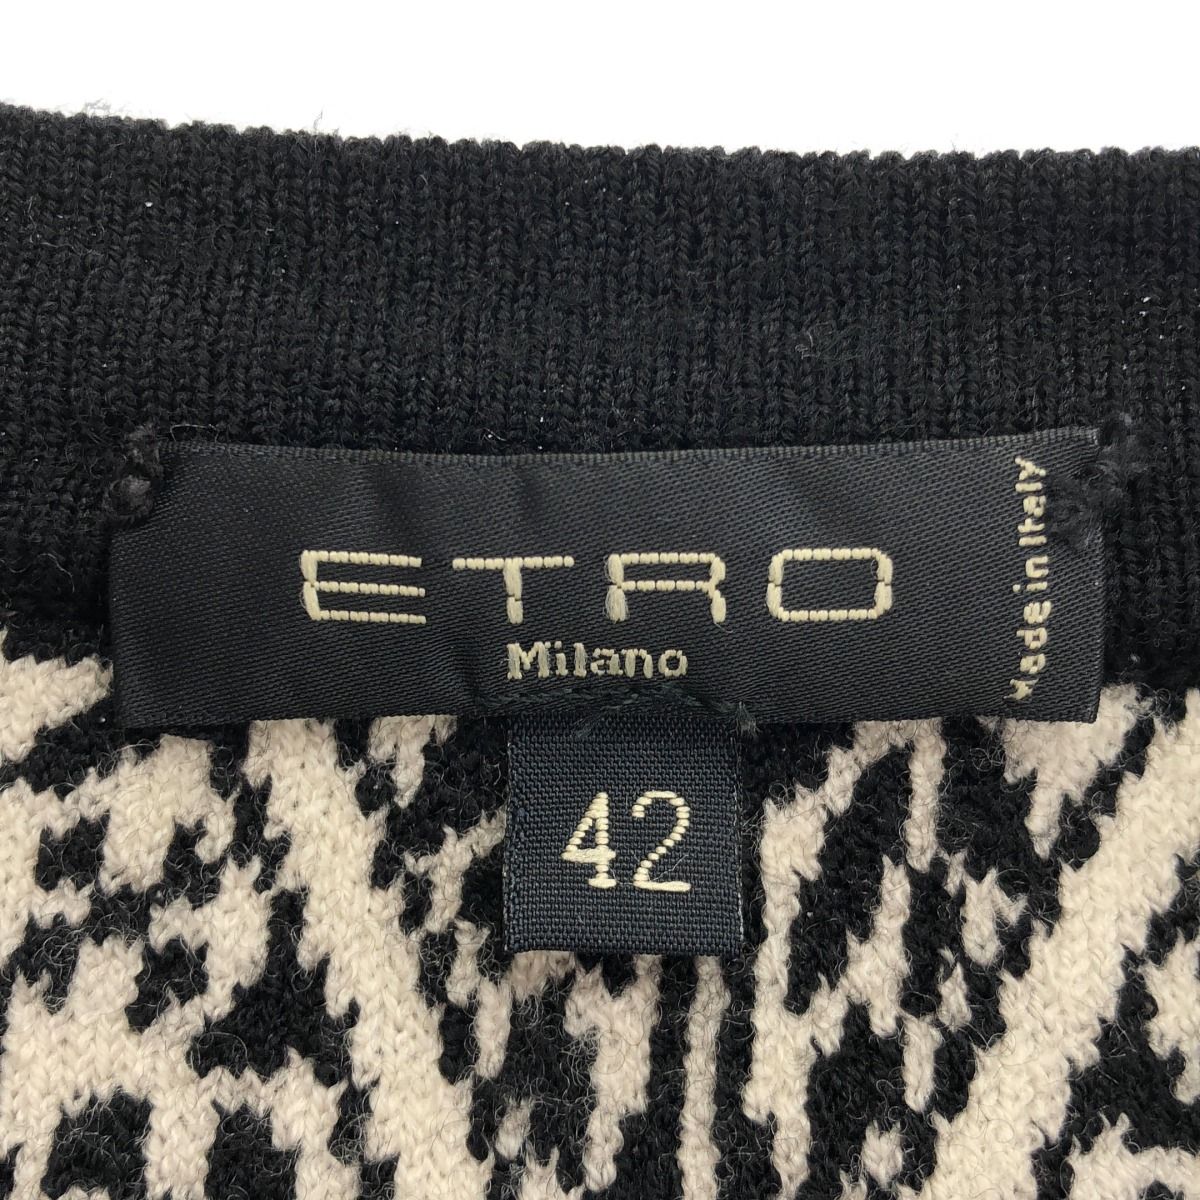 ETRO
Milano
Made in Italy
42